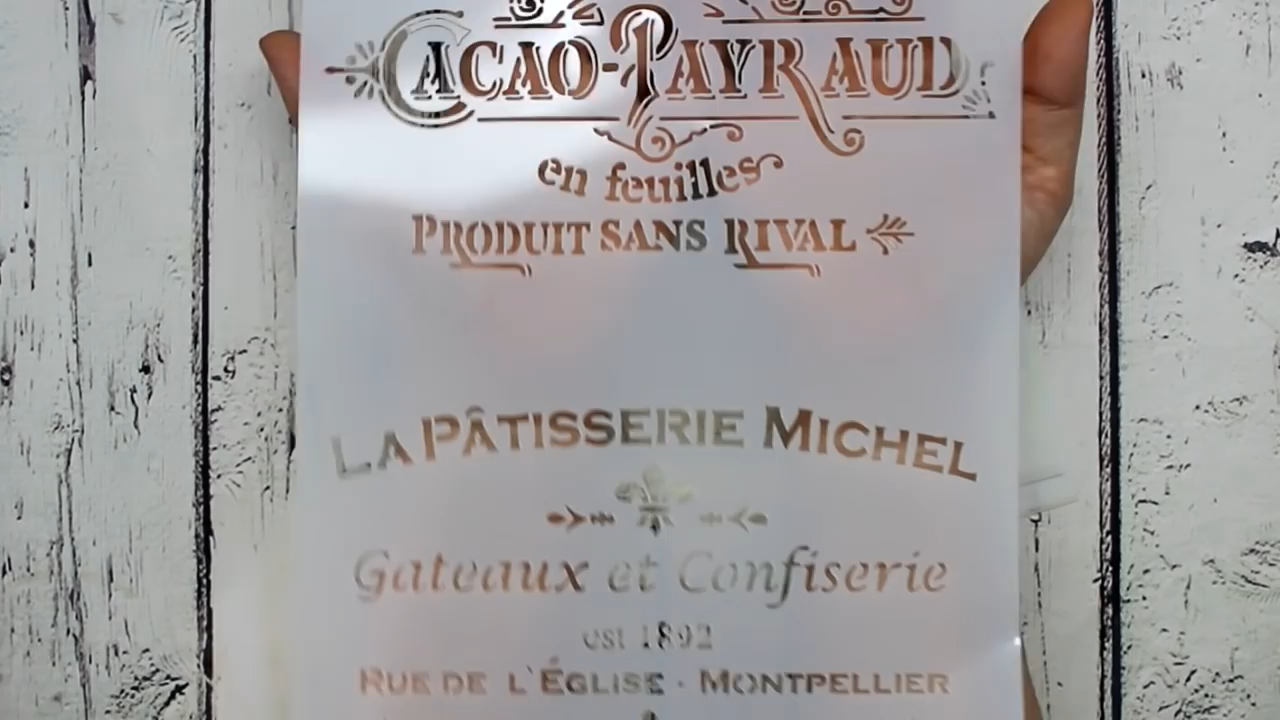 CACAO-PAYRAUD
en feuilles
PRODUIT SANS RIVAL
LA PÂTISSERIE MICHEL
Gateaux et Confiserie
est 1892
RUE DE L'ÉGLISE · MONTPELLIER